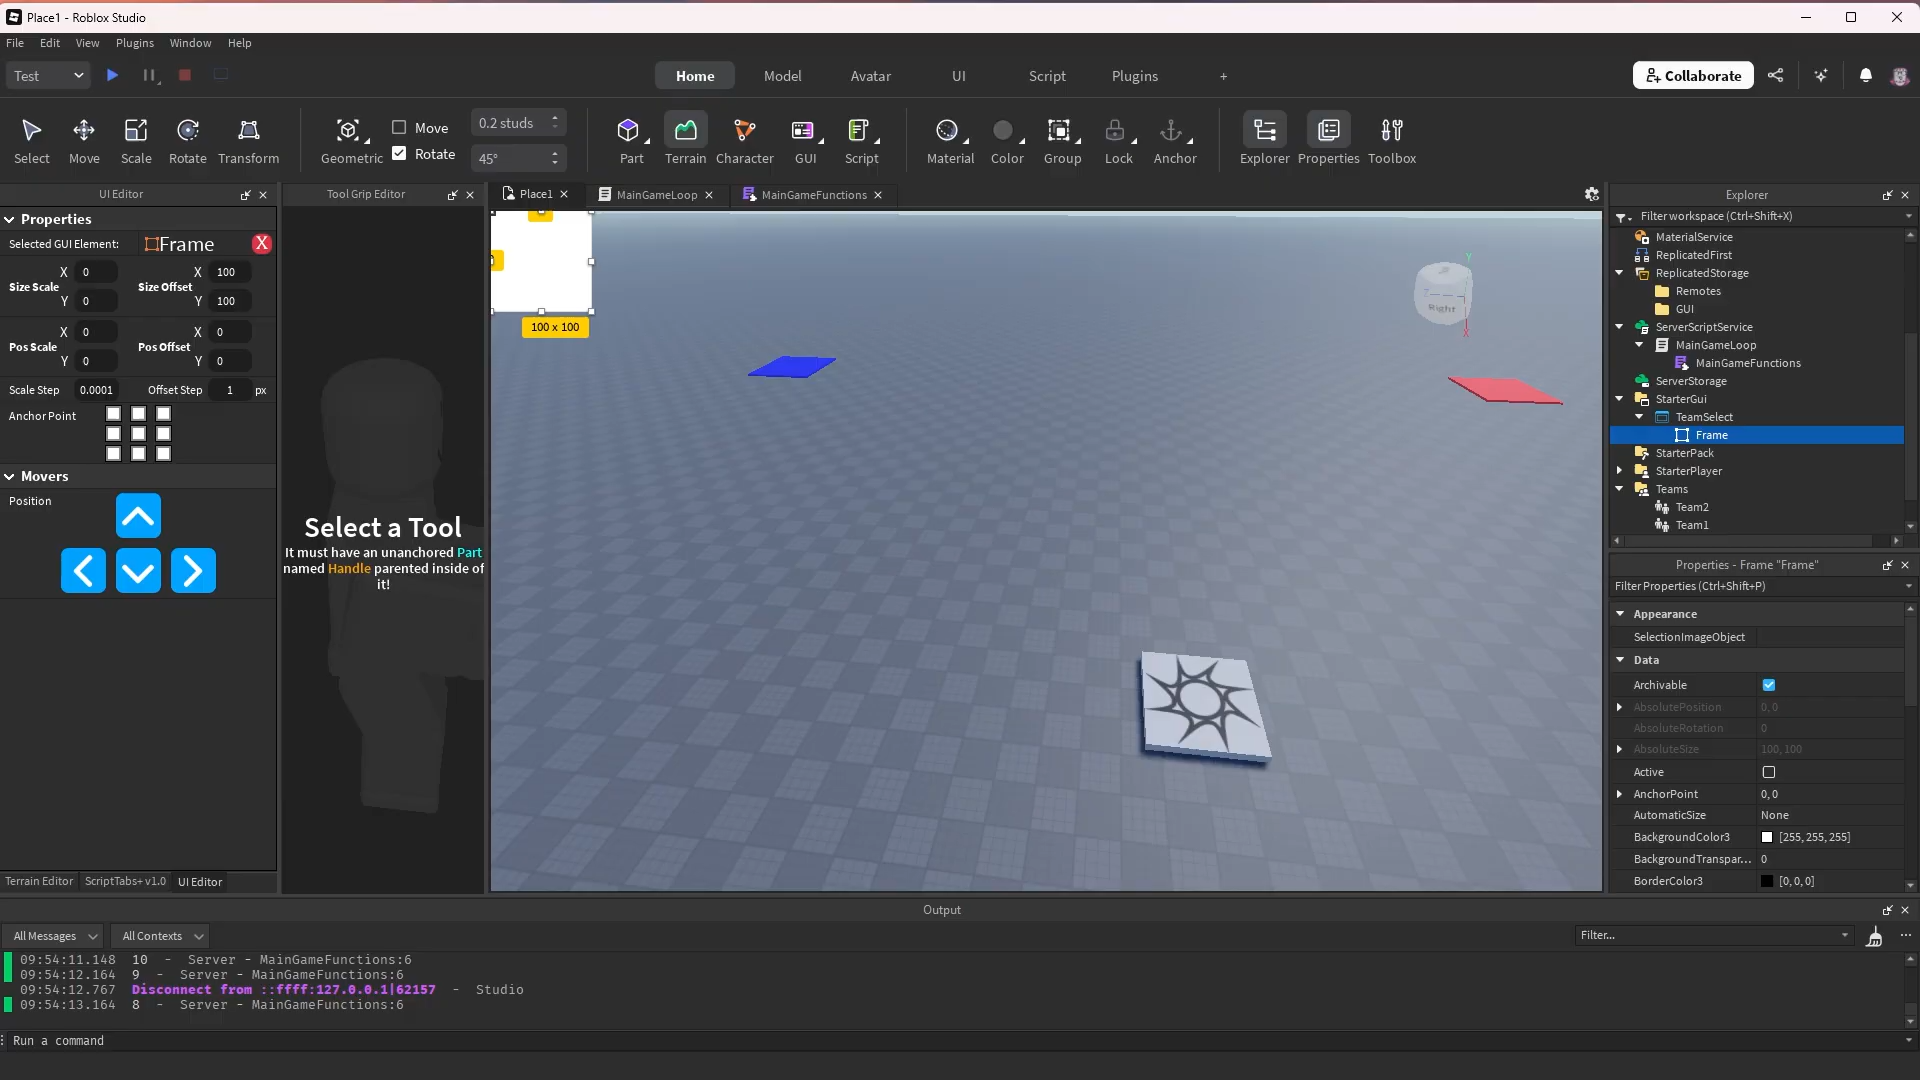 Place1 - Roblox Studio
File Edit View Plugins Window Help
Test
Home Model Avatar UI Script Plugins +
Collaborate
Select Move Scale Rotate Transform
Geometric
Move
Rotate
0.2 studs
45°
Part Terrain Character GUI Script
Material Color Group Lock Anchor
Explorer Properties Toolbox
UI Editor
Properties
Selected GUI Element: Frame X
X 0 X 100
Size Scale Size Offset
Y 0 Y 100
X 0 X 0
Pos Scale Pos Offset
Y 0 Y 0
Scale Step 0.0001 Offset Step 1 px
Anchor Point
Movers
Position
Terrain Editor ScriptTabs+ v1.0 UI Editor
Tool Grip Editor
Select a Tool
It must have an unanchored Part
named Handle parented inside of
it!
Place1 MainGameLoop MainGameFunctions
100 x 100
Y
Z
Right
X
Explorer
Filter workspace (Ctrl+Shift+X)
MaterialService
ReplicatedFirst
ReplicatedStorage
Remotes
GUI
ServerScriptService
MainGameLoop
MainGameFunctions
ServerStorage
StarterGui
TeamSelect
Frame
StarterPack
StarterPlayer
Teams
Team2
Team1
Properties - Frame "Frame"
Filter Properties (Ctrl+Shift+P)
Appearance
SelectionImageObject
Data
Archivable
AbsolutePosition 0, 0
AbsoluteRotation 0
AbsoluteSize 100, 100
Active
AnchorPoint 0, 0
AutomaticSize None
BackgroundColor3 [255, 255, 255]
BackgroundTranspar... 0
BorderColor3 [0, 0, 0]
Output
All Messages All Contexts
Filter...
09:54:11.148 10 - Server - MainGameFunctions:6
09:54:12.164 9 - Server - MainGameFunctions:6
09:54:12.767 Disconnect from ::ffff:127.0.0.1|62157 - Studio
09:54:13.164 8 - Server - MainGameFunctions:6
Run a command